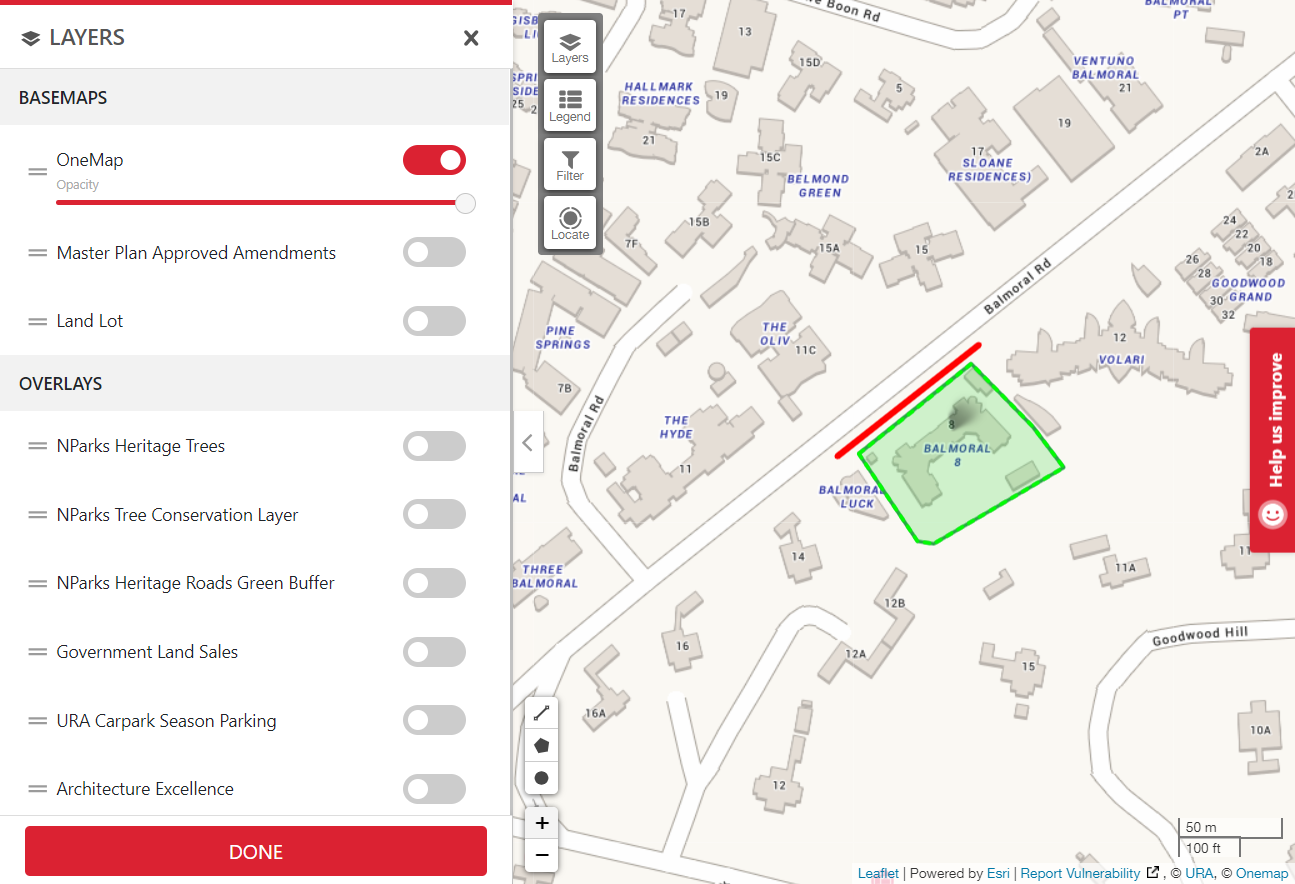 LAYERS
BASEMAPS
OneMap
Opacity
Master Plan Approved Amendments
Land Lot
OVERLAYS
NParks Heritage Trees
NParks Tree Conservation Layer
NParks Heritage Roads Green Buffer
Government Land Sales
URA Carpark Season Parking
Architecture Excellence
DONE
Layers
Legend
Filter
Locate
17
13
Boon Rd
BALMORAL
PT
15D
5
HALLMARK
RESIDENCES
19
21
VENTUÑO
BALMORAL
21
19
17
SLOANE
RESIDENCES)
2A
25
15C
BELMOND
GREEN
15B
7F
15A
15
24
22
20
18
26
28
30
32
GOODWOOD
GRAND
Balmoral Rd
PINE
SPRINGS
THE
OLIV
11C
12
VOLARI
7B
Balmoral Rd
THE
HYDE
11
8
BALMORAL
8
BALMORAL
LUCK
AL
THREE
BALMORAL
14
12B
11A
11
16
12A
16A
15
Goodwood Hill
10A
12
Help us improve
50 m
100 ft
+
−
Leaflet | Powered by Esri | Report Vulnerability , © URA, © Onemap